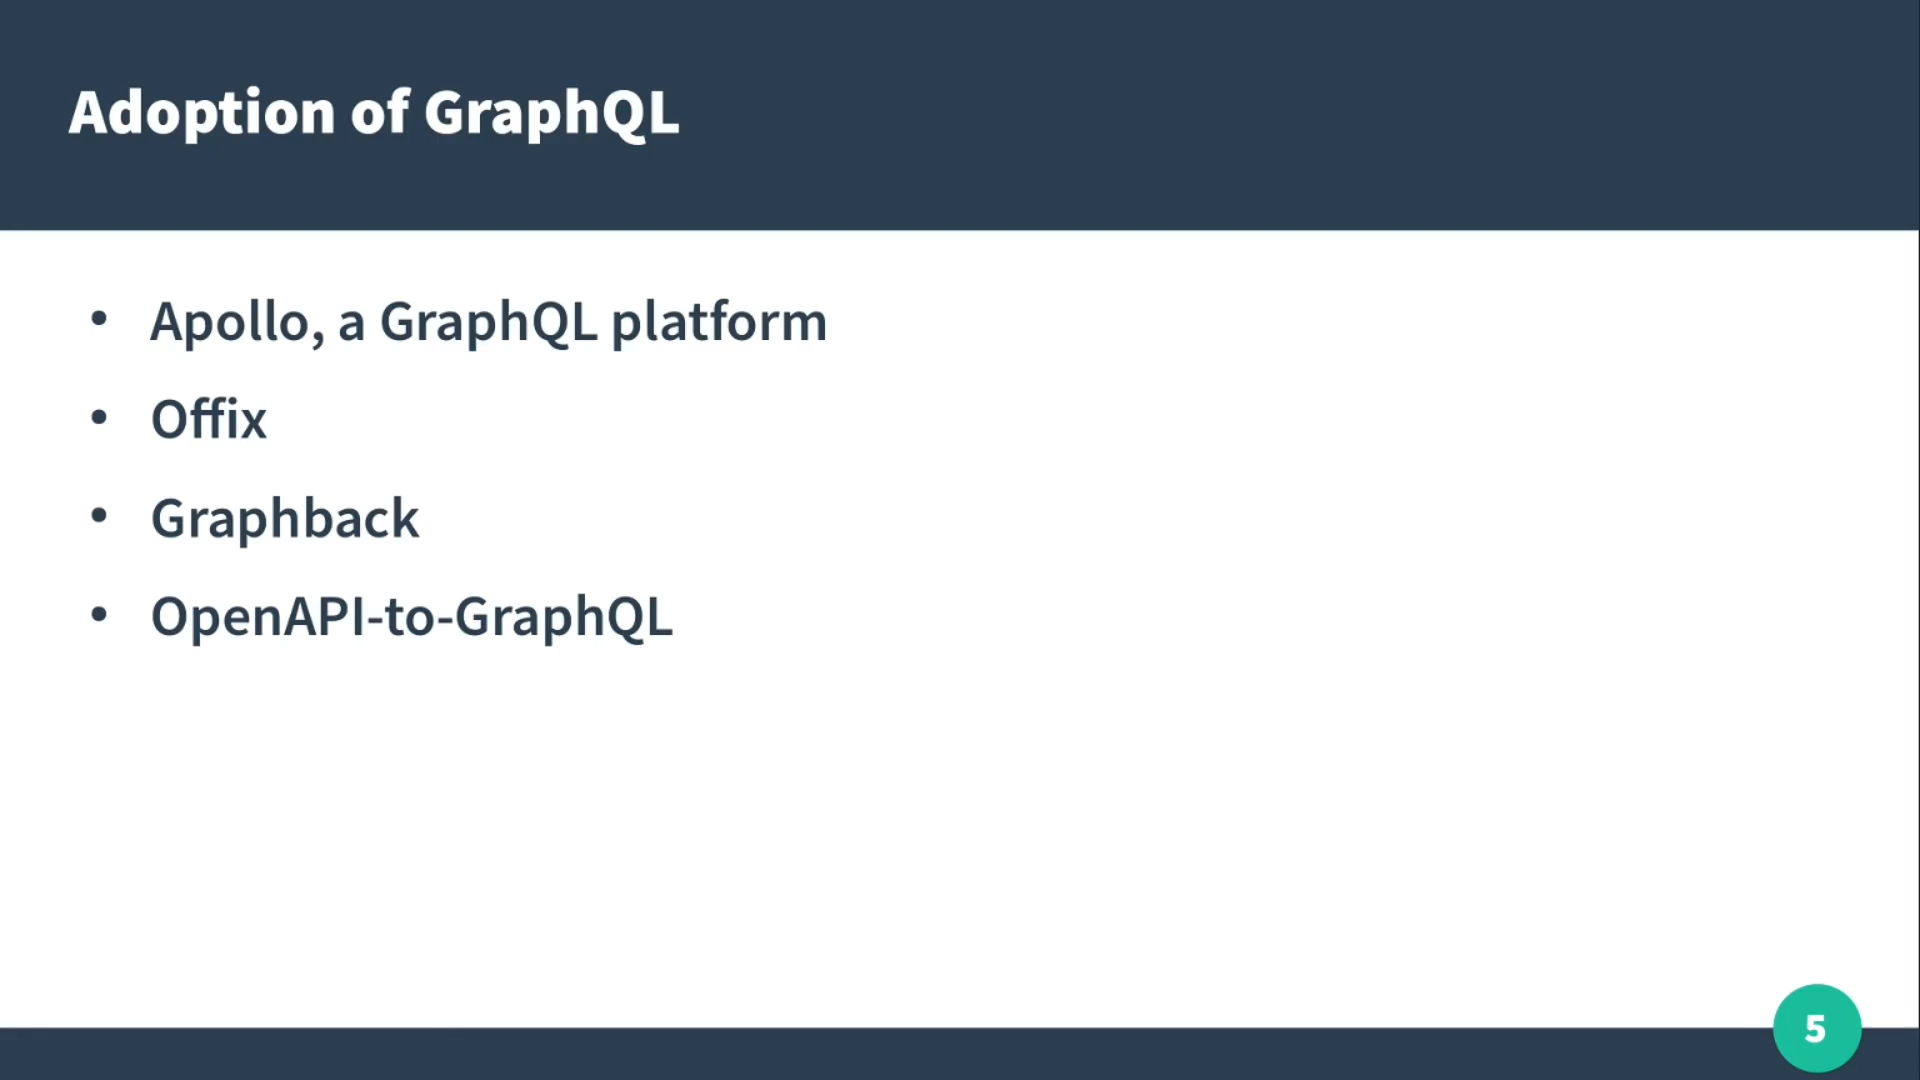 Adoption of GraphQL
• Apollo, a GraphQL platform
• Offix
• Graphback
• OpenAPI-to-GraphQL
5